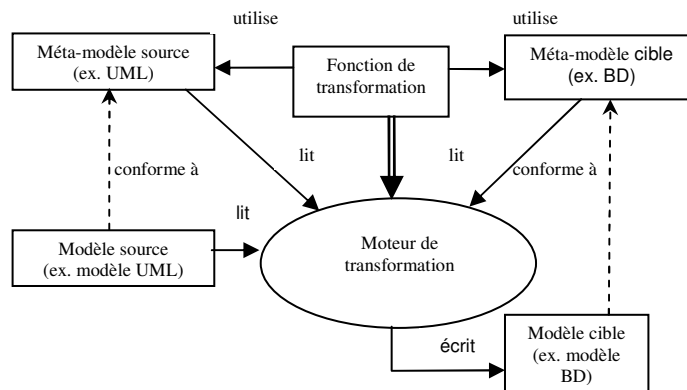 utilise
utilise
Méta-modèle source
(ex. UML)
Fonction de
transformation
Méta-modèle cible
(ex. BD)
lit
lit
conforme à
conforme à
lit
Modèle source
(ex. modèle UML)
Moteur de
transformation
écrit
Modèle cible
(ex. modèle
BD)